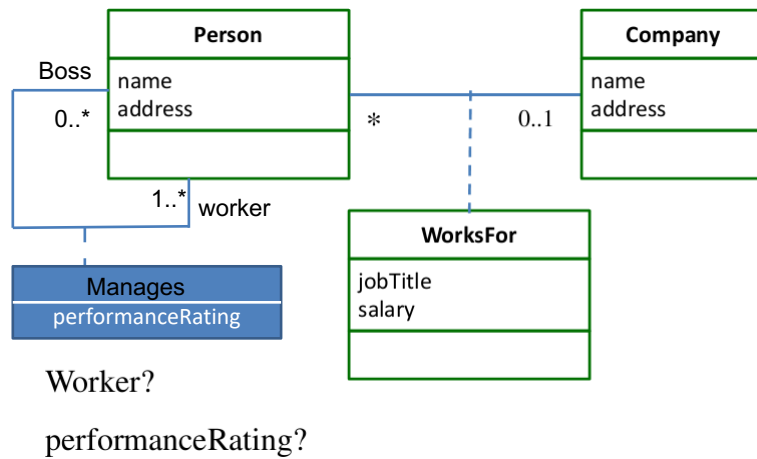 Person
name
address
Company
name
address
Boss
0..*
*
0..1
1..*
worker
WorksFor
jobTitle
salary
Manages
performanceRating
Worker?
performanceRating?